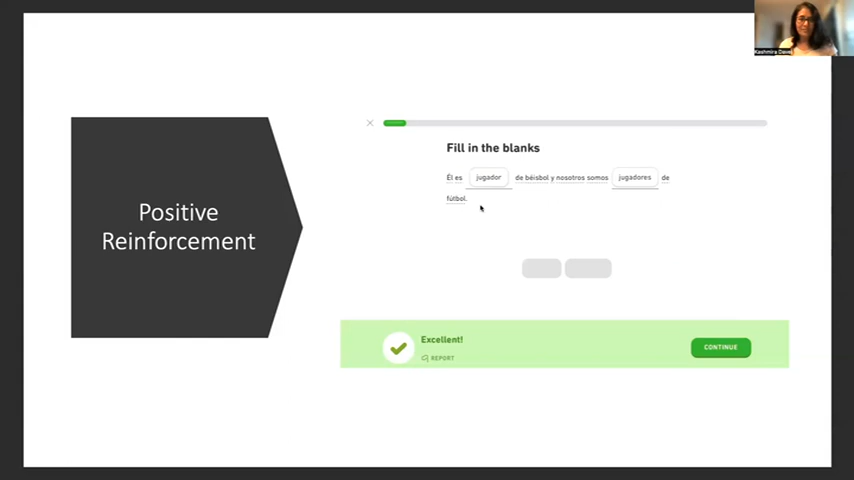 Kashmira Dave
Positive
Reinforcement
Fill in the blanks
Él es jugador de béisbol y nosotros somos jugadores de
fútbol.
Excellent!
REPORT
CONTINUE